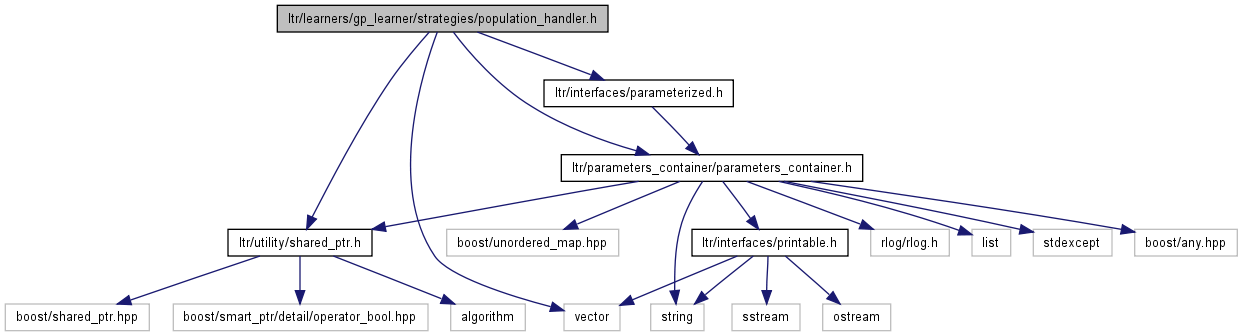 ltr/learners/gp_learner/strategies/population_handler.h
ltr/interfaces/parameterized.h
ltr/parameters_container/parameters_container.h
ltr/utility/shared_ptr.h
boost/unordered_map.hpp
ltr/interfaces/printable.h
rlog/rlog.h
list
stdexcept
boost/any.hpp
boost/shared_ptr.hpp
boost/smart_ptr/detail/operator_bool.hpp
algorithm
vector
string
sstream
ostream